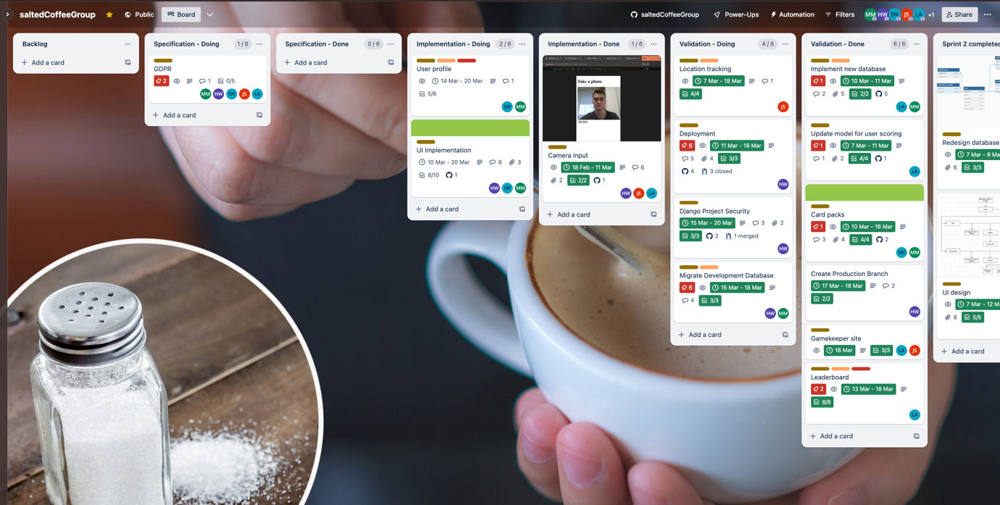 saltedCoffeeGroup Public Board saltedCoffeeGroup Power-Ups Automation Filters MM HW IW JS LA +1 Share
Backlog
Add a card
Specification - Doing 1 / 6
GDPR
2 1 0/5
MM HW IW JS LA
Add a card
Specification - Done 0 / 6
Add a card
Implementation - Doing 2 / 6
User profile
14 Mar - 20 Mar 1
5/6
IW MM
UI Implementation
10 Mar - 20 Mar 9 3
8/10 1
HW IW MM
Add a card
Implementation - Done 1 / 6
Take a photo
Camera input
18 Feb - 11 Mar 6
2 2/2 1
HW JS LA
Add a card
Validation - Doing 4 / 6
Location tracking
7 Mar - 18 Mar 1
4/4
JS
Deployment
6 11 Mar - 18 Mar
5 4 3/3
4 3 closed
HW
Django Project Security
15 Mar - 20 Mar 3 2
3/3 2 1 merged
HW
Migrate Development Database
6 15 Mar - 18 Mar
4 3/3
HW MM
Add a card
Validation - Done 6 / 6
Implement new database
1 10 Mar - 11 Mar
2 5 2/2 5
LA MM
Update model for user scoring
1 7 Mar - 11 Mar
1 2 4/4 1
LA
Card packs
1 10 Mar - 16 Mar
3 4 4/4 2
IW MM
Create Production Branch
17 Mar - 18 Mar 2
2/2
HW
Gamekeeper site
18 Mar 3/3 LA JS
Leaderboard
2 13 Mar - 18 Mar
8/8
LA
Add a card
Sprint 2 completed
Redesign database
7 Mar - 9 Ma
6 3/3
UI design
7 Mar - 12 M
8 5/5
Add a card